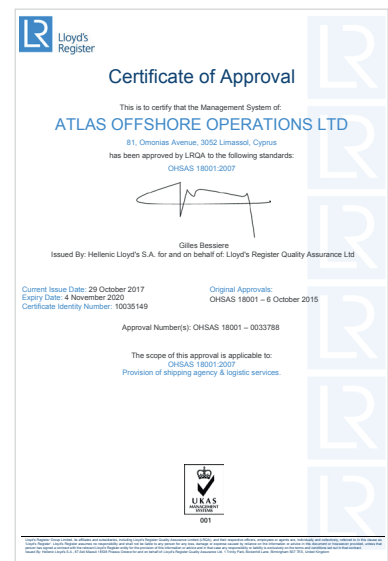 LR
Lloyd's
Register
Certificate of Approval
This is to certify that the Management System of:
ATLAS OFFSHORE OPERATIONS LTD
81, Omonias Avenue, 3052 Limassol, Cyprus
has been approved by LRQA to the following standards:
OHSAS 18001:2007
Gilles Bessiere
Issued By: Hellenic Lloyd's S.A. for and on behalf of: Lloyd's Register Quality Assurance Ltd
Current Issue Date: 29 October 2017
Expiry Date: 4 November 2020
Certificate Identity Number: 10035149
Original Approvals:
OHSAS 18001 – 6 October 2015
Approval Number(s): OHSAS 18001 – 0033788
The scope of this approval is applicable to:
OHSAS 18001:2007
Provision of shipping agency & logistic services.
UKAS
MANAGEMENT
SYSTEMS
001